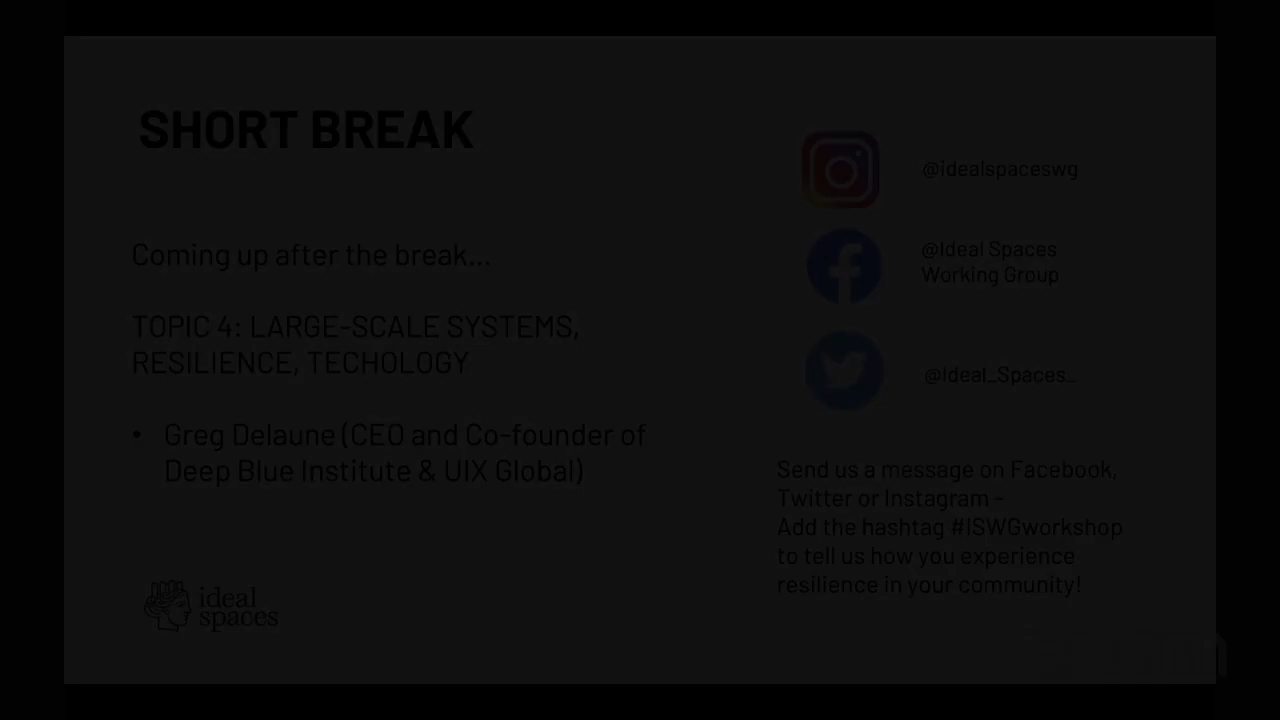 SHORT BREAK
Coming up after the break...
TOPIC 4: LARGE-SCALE SYSTEMS,
RESILIENCE, TECHOLOGY
• Greg Delaune (CEO and Co-founder of
Deep Blue Institute & UIX Global)
ideal
spaces
@idealspaceswg
@Ideal Spaces
Working Group
@Ideal_Spaces_
Send us a message on Facebook,
Twitter or Instagram -
Add the hashtag #ISWGworkshop
to tell us how you experience
resilience in your community!